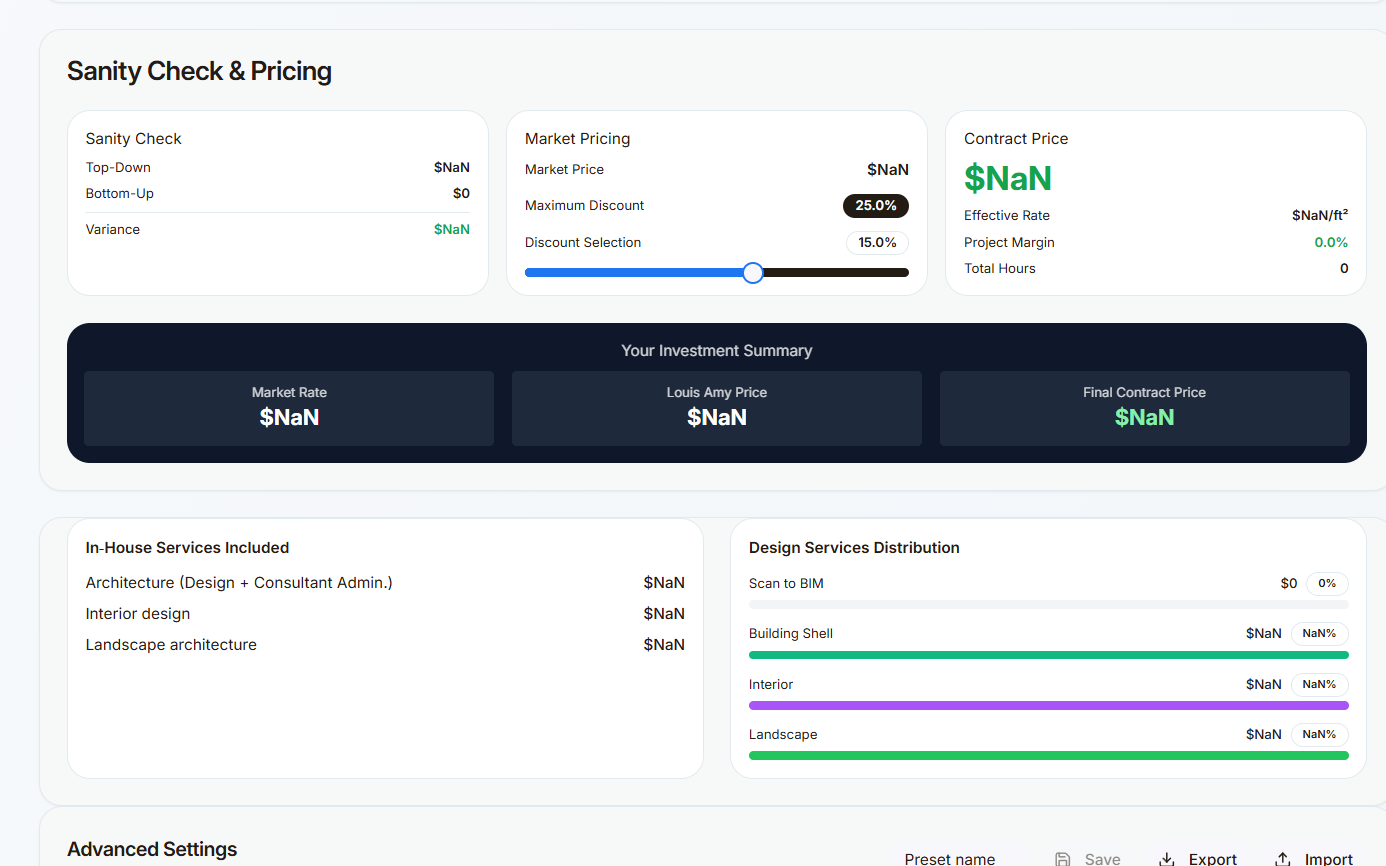 Sanity Check & Pricing
Sanity Check
Top-Down $NaN
Bottom-Up $0
Variance $NaN
Market Pricing
Market Price $NaN
Maximum Discount 25.0%
Discount Selection 15.0%
Contract Price
$NaN
Effective Rate $NaN/ft²
Project Margin 0.0%
Total Hours 0
Your Investment Summary
Market Rate
$NaN
Louis Amy Price
$NaN
Final Contract Price
$NaN
In-House Services Included
Architecture (Design + Consultant Admin.) $NaN
Interior design $NaN
Landscape architecture $NaN
Design Services Distribution
Scan to BIM $0 0%
Building Shell $NaN NaN%
Interior $NaN NaN%
Landscape $NaN NaN%
Advanced Settings
Preset name Save Export Import